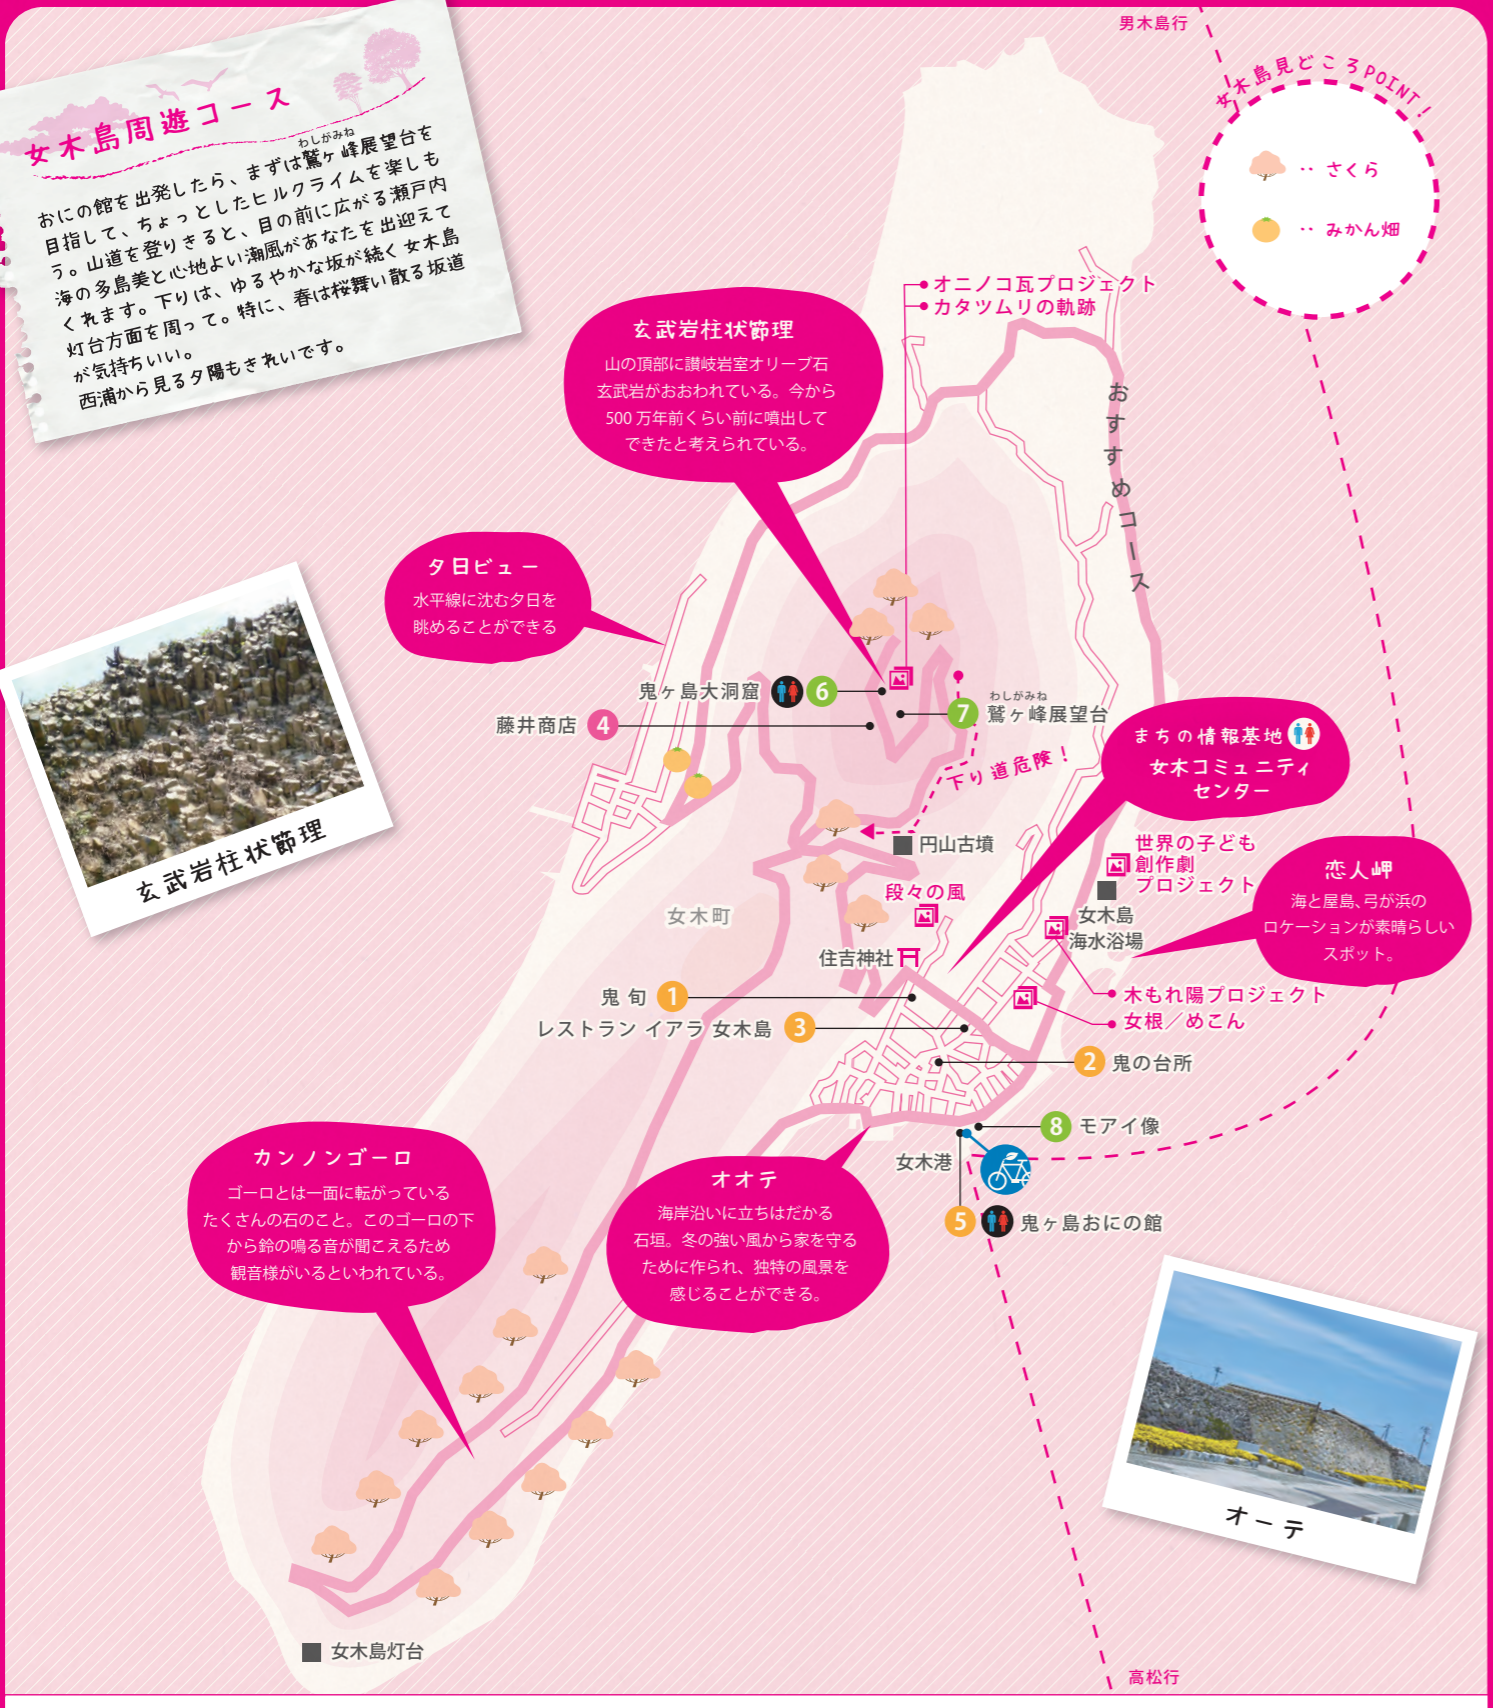 男木島行
女木島周遊コース
おにの館を出発したら、まずは鷲ヶ峰展望台を
わしがみね
目指して、ちょっとしたヒルクライムを楽しも
う。山道を登りきると、目の前に広がる瀬戸内
海の多島美と心地よい潮風があなたを出迎えて
くれます。下りは、ゆるやかな坂が続く女木島
灯台方面を周って。特に、春は桜舞い散る坂道
が気持ちいい。
西浦から見る夕陽もきれいです。
女木島見どころPOINT!
‥ さくら
‥ みかん畑
オニノコ瓦プロジェクト
カタツムリの軌跡
玄武岩柱状節理
山の頂部に讃岐岩室オリーブ石
玄武岩がおおわれている。今から
500 万年前くらい前に噴出して
できたと考えられている。
おすすめコース
夕日ビュー
水平線に沈む夕日を
眺めることができる
鬼ヶ島大洞窟 6
藤井商店 4
わしがみね
7 鷲ヶ峰展望台
下り道危険!
まちの情報基地
女木コミュニティ
センター
玄武岩柱状節理
円山古墳
世界の子ども
創作劇
プロジェクト
恋人岬
海と屋島、弓が浜の
ロケーションが素晴らしい
スポット。
段々の風
女木町
女木島
海水浴場
住吉神社
鬼 旬 1
木もれ陽プロジェクト
女根／めこん
レストラン イアラ 女木島 3
2 鬼の台所
8 モアイ像
女木港
5 鬼ヶ島おにの館
カンノンゴーロ
ゴーロとは一面に転がっている
たくさんの石のこと。このゴーロの下
から鈴の鳴る音が聞こえるため
観音様がいるといわれている。
オオテ
海岸沿いに立ちはだかる
石垣。冬の強い風から家を守る
ために作られ、独特の風景を
感じることができる。
オーテ
女木島灯台
高松行